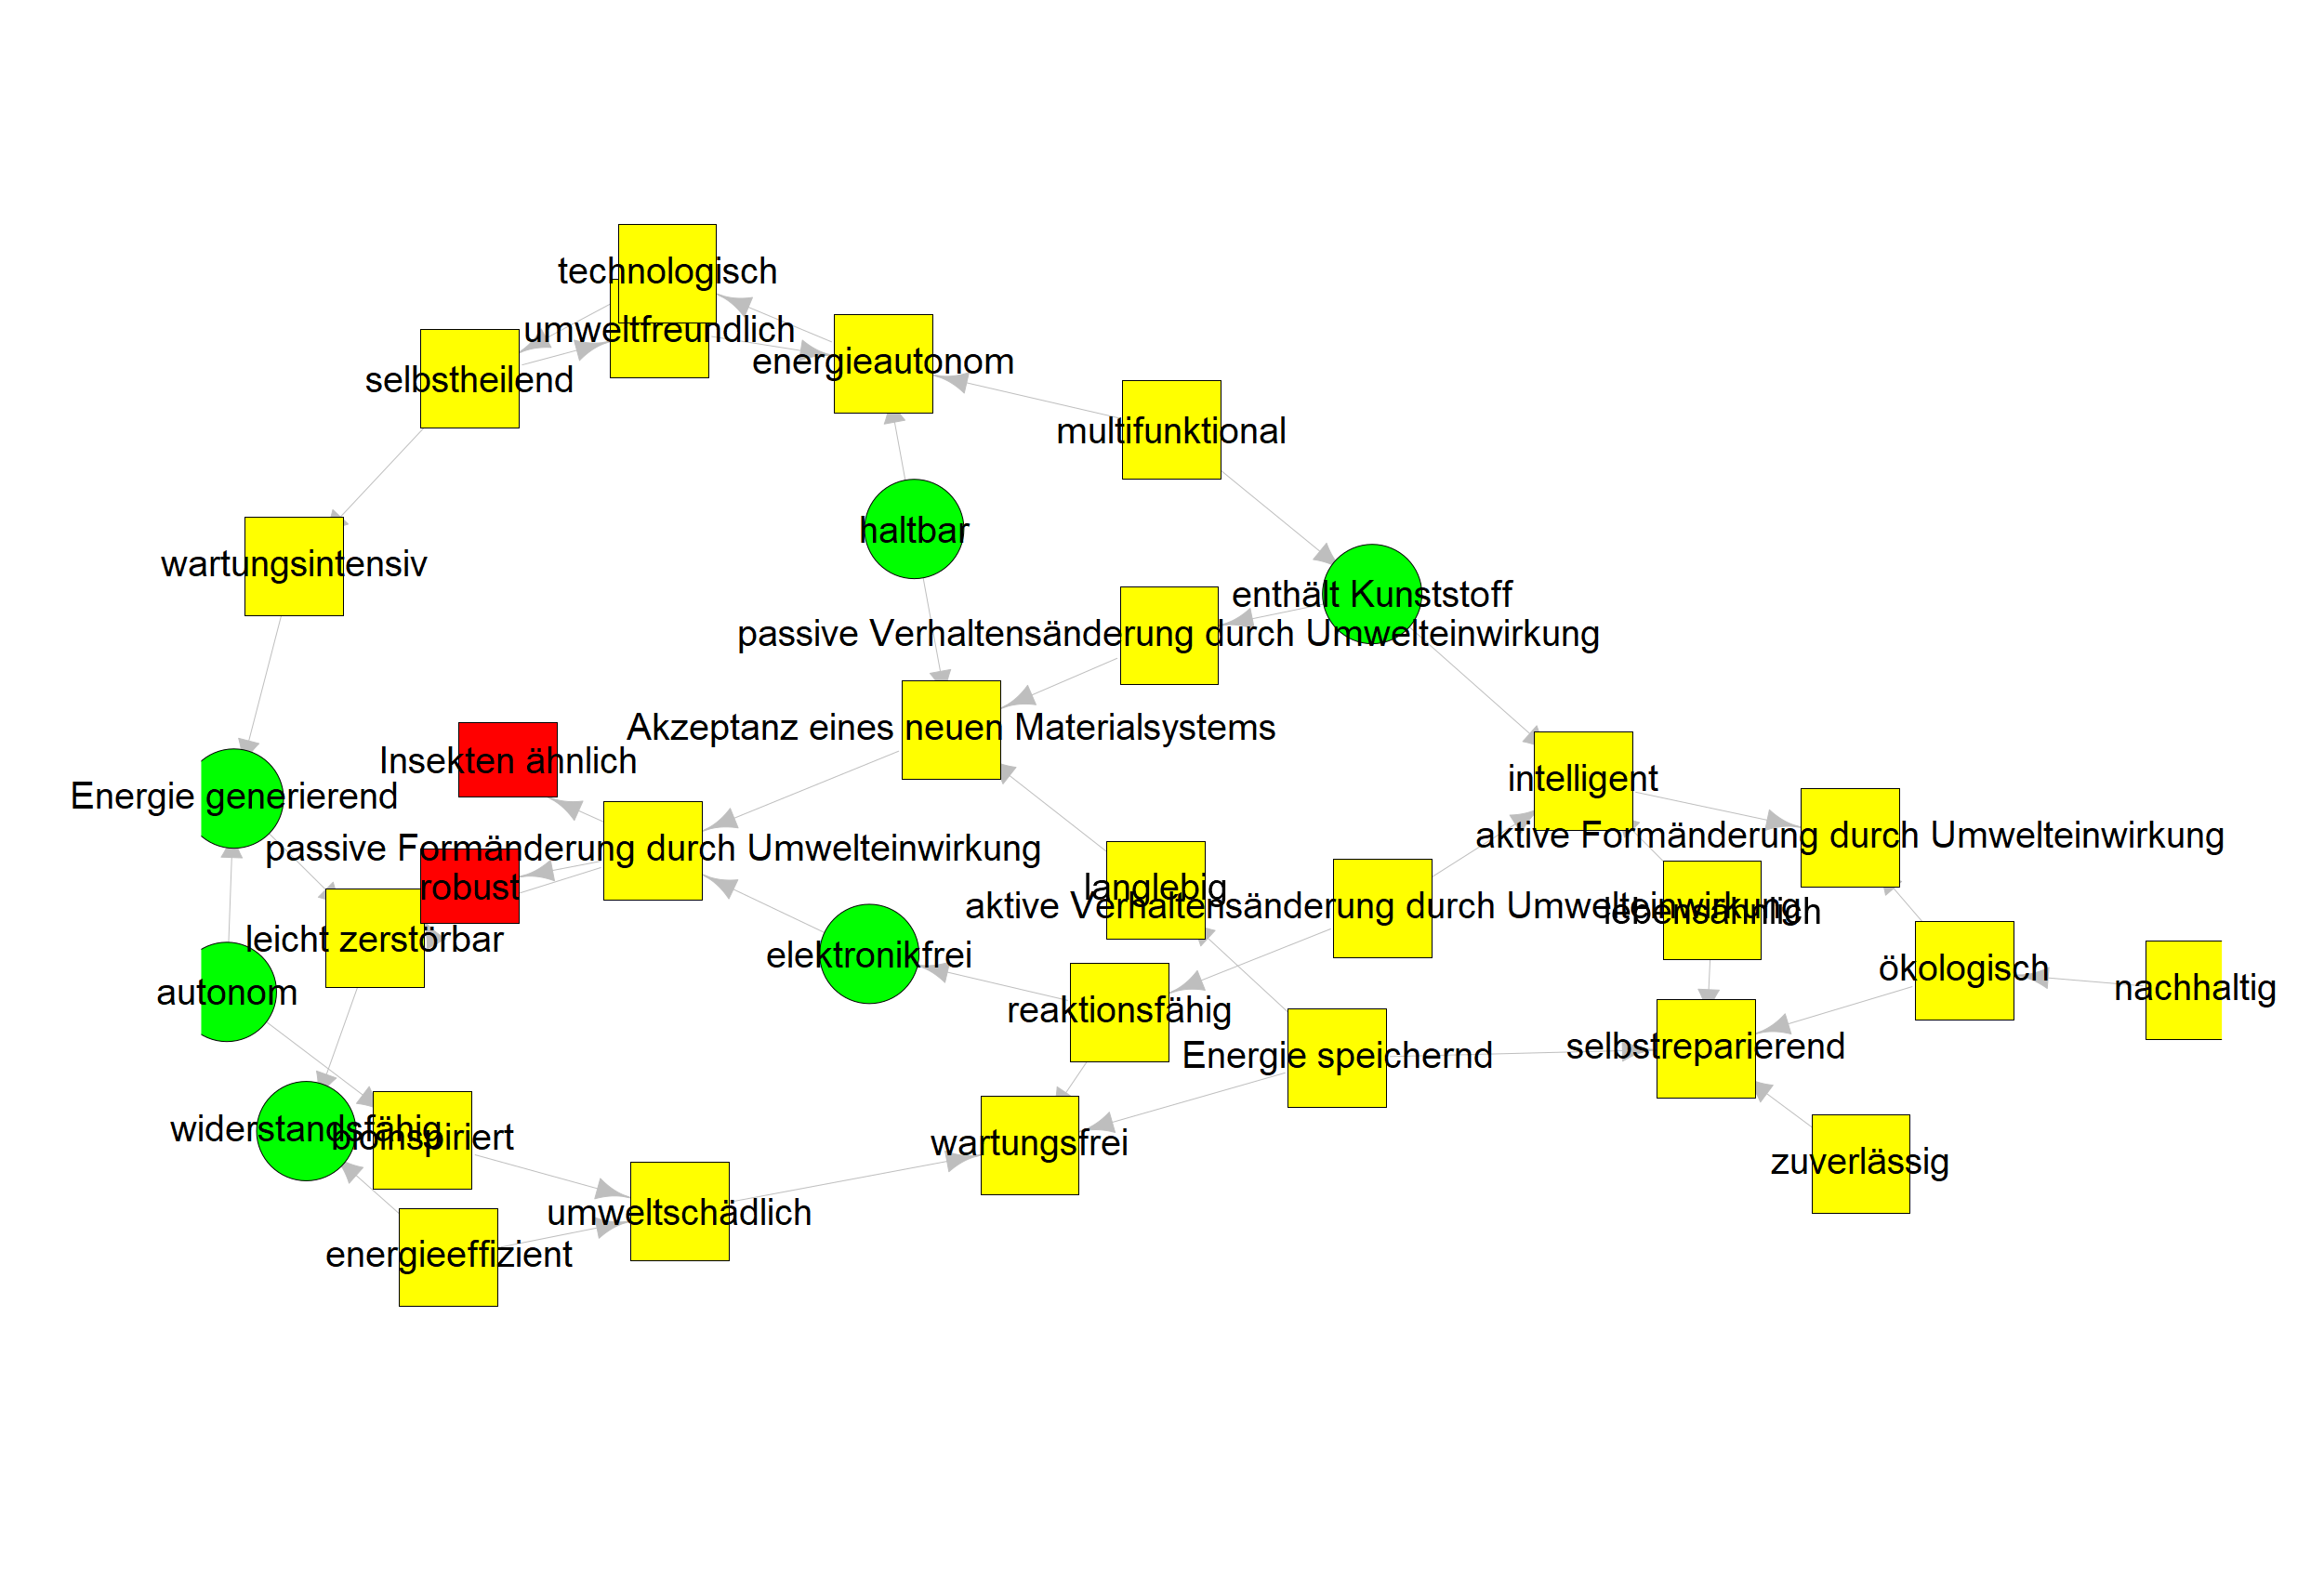 technologisch
umweltfreundlich
energieautonom
selbstheilend
multifunktional
haltbar
wartungsintensiv
enthält Kunststoff
passive Verhaltensänderung durch Umwelteinwirkung
Akzeptanz eines neuen Materialsystems
Insekten ähnlich
intelligent
Energie generierend
aktive Formänderung durch Umwelteinwirkung
passive Formänderung durch Umwelteinwirkung
robust
langlebig
aktive Verhaltensänderung durch Umwelteinwirkung
lebensähnlich
leicht zerstörbar
elektronikfrei
ökologisch
nachhaltig
autonom
reaktionsfähig
selbstreparierend
Energie speichernd
widerstandsfähig
bioinspiriert
wartungsfrei
zuverlässig
umweltschädlich
energieeffizient